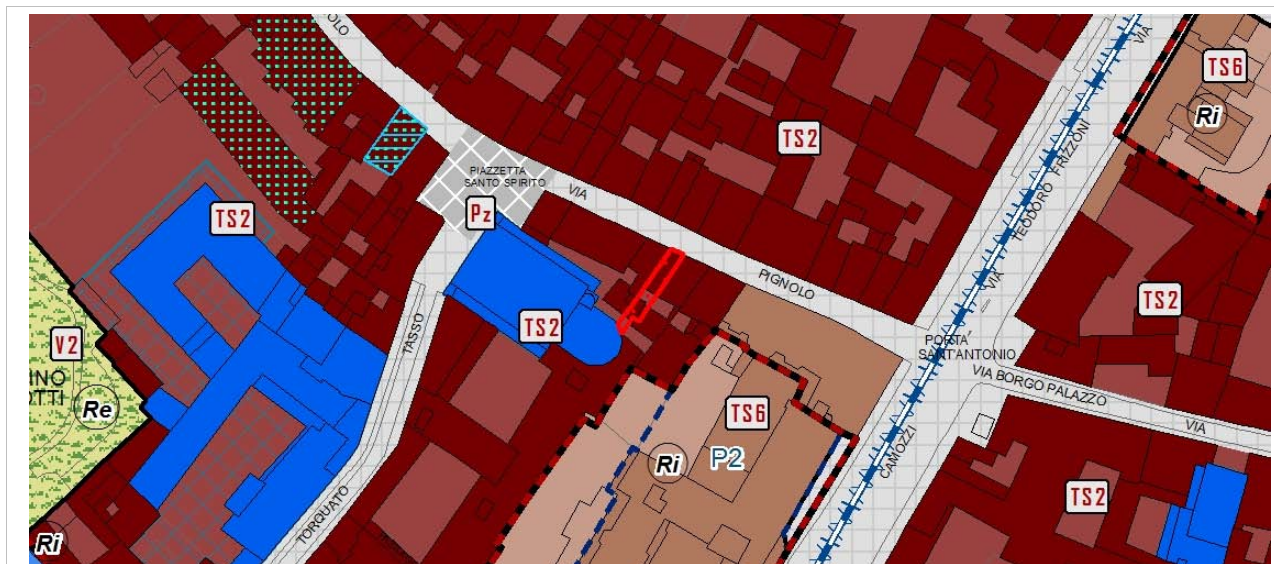 OLO
VIA
TS6
Ri
TS2
FRIZZONI
TEODORO
VIA
PIAZZETTA
SANTO SPIRITO
VIA
TS2
Pz
PIGNOLO
TS2
TS2
PORTA
SANT'ANTONIO
V2
TASSO
INO
OTTI
Re
VIA BORGO PALAZZO
VIA
TS6
Ri
P2
CAMOZZI
TS2
TORQUATO
VIA
Ri